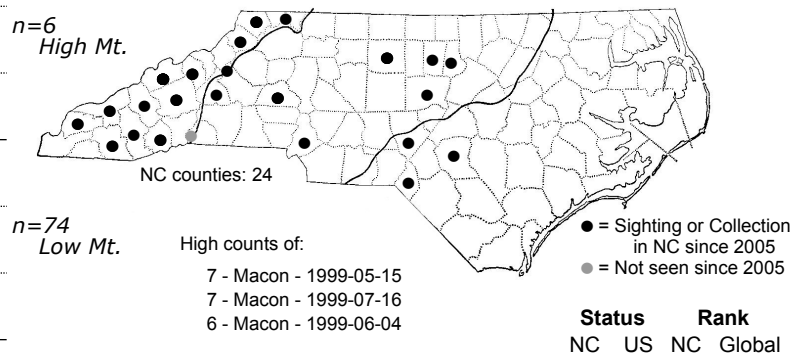 n=6
High Mt.
NC counties: 24
n=74
Low Mt.
High counts of:
7 - Macon - 1999-05-15
7 - Macon - 1999-07-16
6 - Macon - 1999-06-04
● = Sighting or Collection
in NC since 2005
● = Not seen since 2005
Status Rank
NC US NC Global